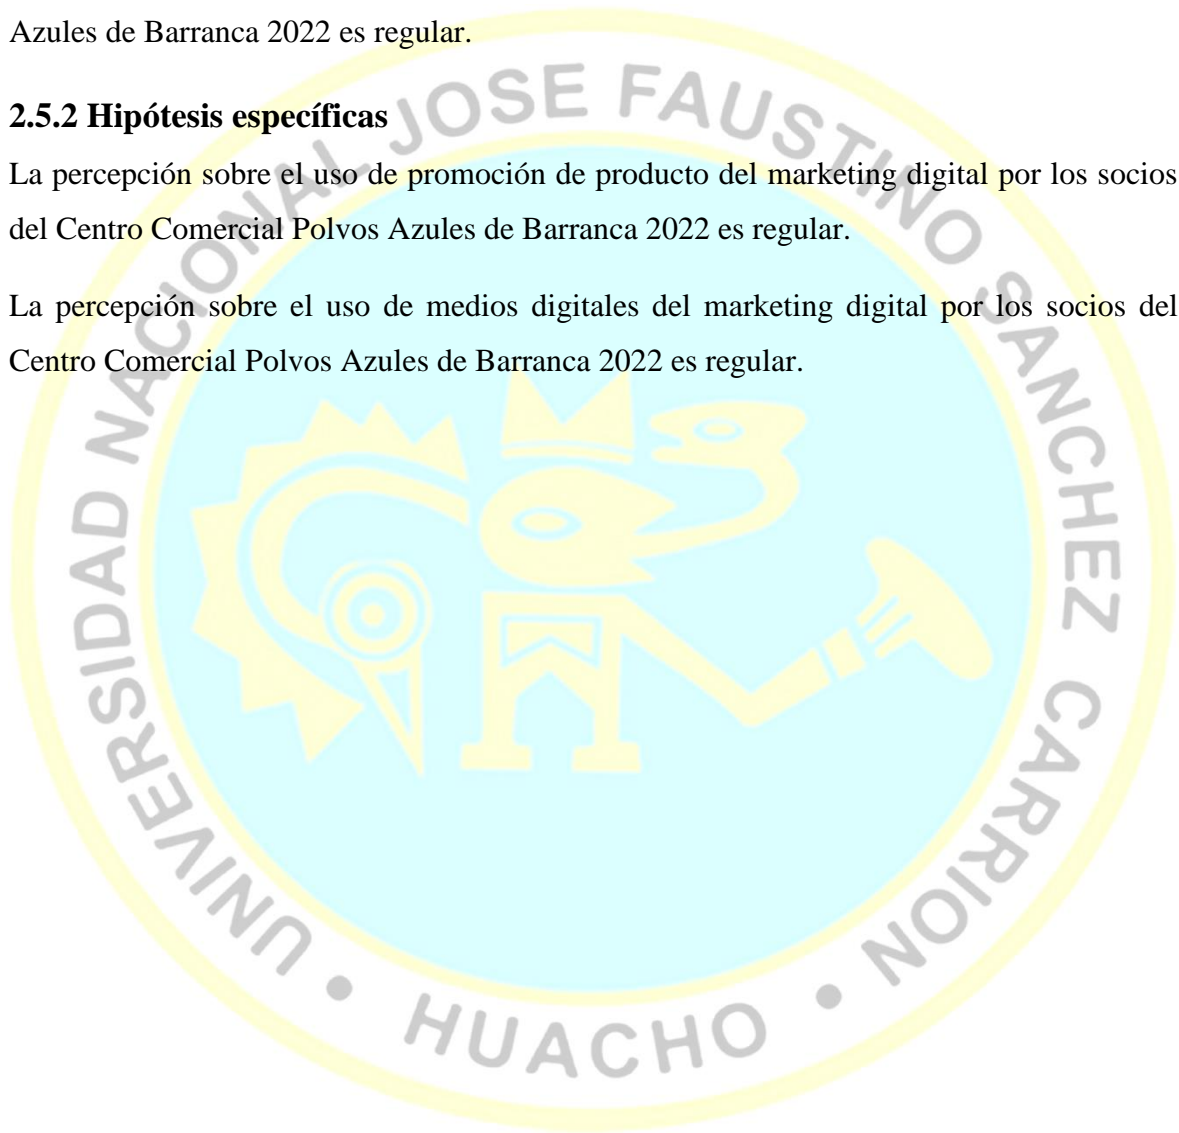 Azules de Barranca 2022 es regular.
2.5.2 Hipótesis específicas
La percepción sobre el uso de promoción de producto del marketing digital por los socios
del Centro Comercial Polvos Azules de Barranca 2022 es regular.
La percepción sobre el uso de medios digitales del marketing digital por los socios del
Centro Comercial Polvos Azules de Barranca 2022 es regular.
UNIVERSIDAD NACIONAL JOSE FAUSTINO SANCHEZ CARRION • HUACHO •